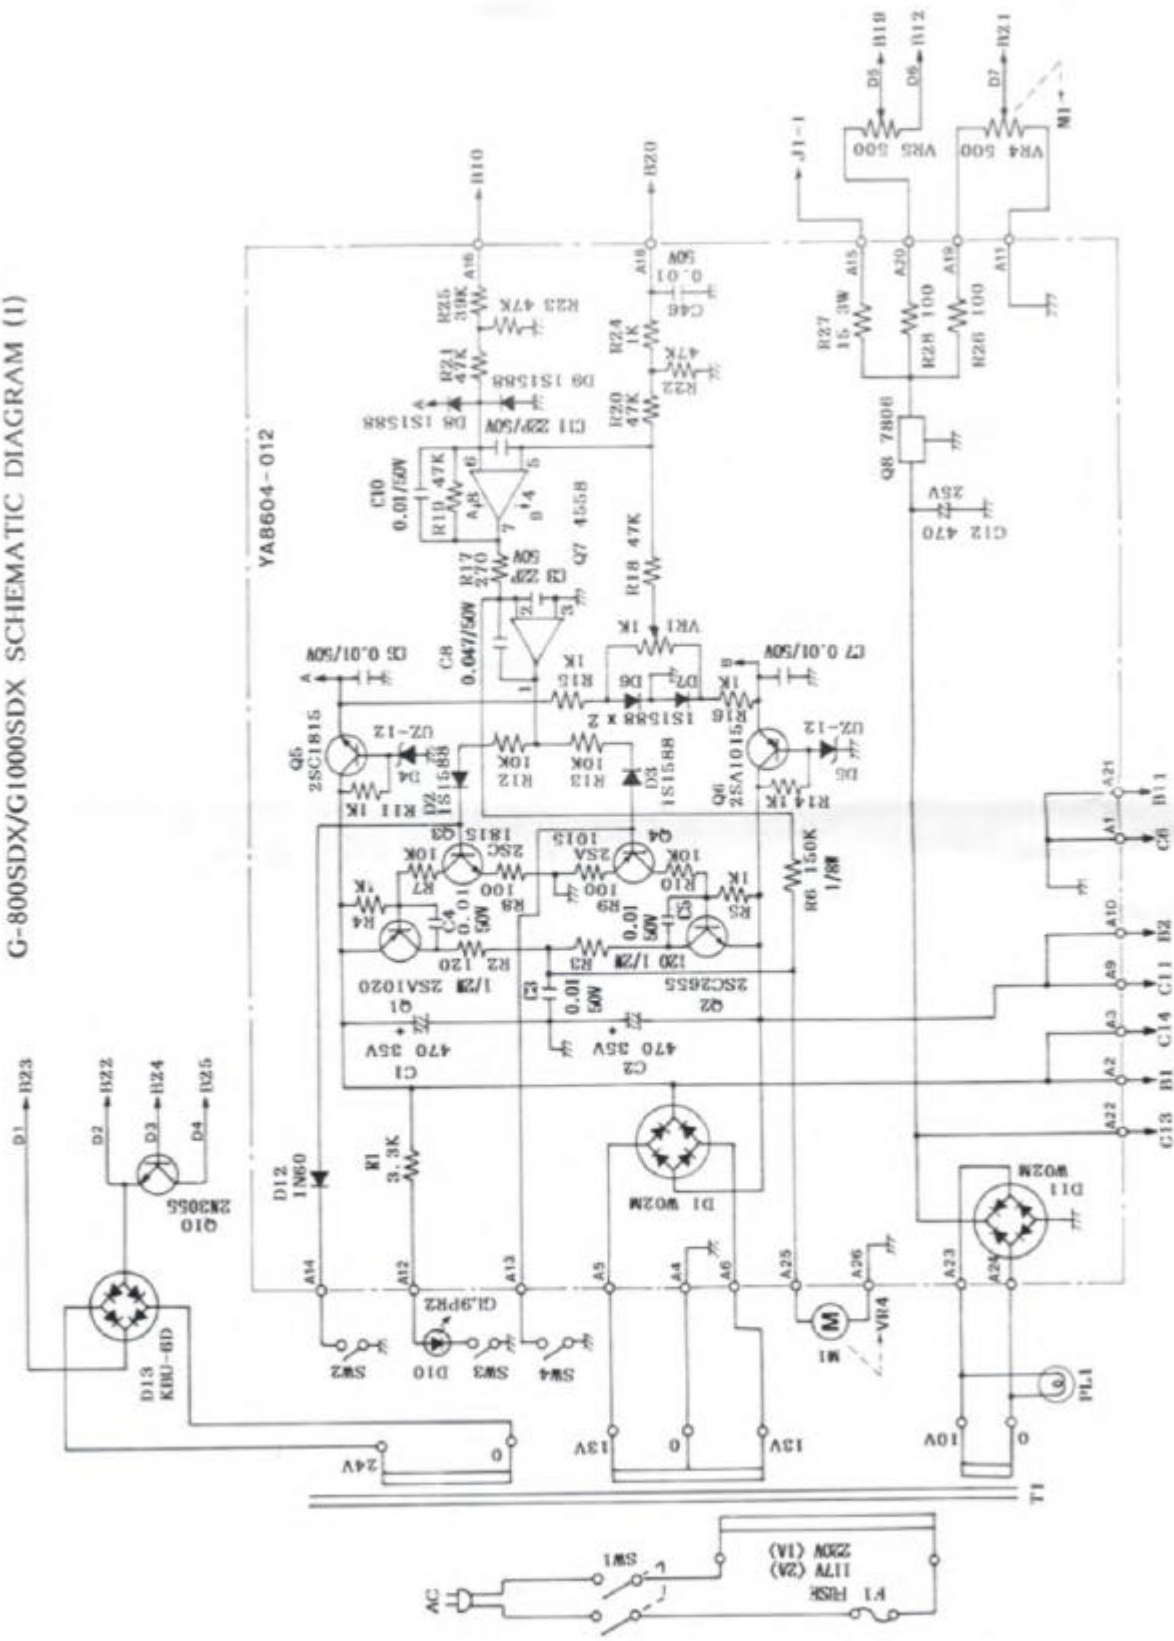 G-800SDX/G1000SDX SCHEMATIC DIAGRAM (1)
YA8604-012
B19
D5
B12
D6
500 VR5
B21
D7
500 VR4
M1
J1-1
B10
B20
A16
A18
A15
A20
A19
A11
R25
39K
R23 47K
R21
47K
D9 1S1588
D8 1S1588
C11 22P/50V
C46
0.01
50V
R24
1K
R22
47K
R20
47K
R27
15 3W
R28 100
R26 100
Q8 7806
C12 470
25V
C10
0.01/50V
R19 47K
A
8
6
5
4
B
7
Q7 4558
R17
270
C9 22P
50V
C8
0.047/50V
2
3
1
R18 47K
VR1
1K
C6 0.01/50V
A
C7 0.01/50V
B
R15
1K
D6
D7
1S1588 x 2
R16
1K
Q5
2SC1815
UZ-12
D4
R11
1K
D2
1S1588
R12
10K
R13
10K
D3
1S1588
Q6
2SA1015
UZ-12
D5
R14 1K
Q3
2SC
1815
Q4
2SA
1015
R7
10K
R8
100
R9
100
R10
10K
R6 150K
1/8W
R4
1K
C4
0.01
50V
C5
0.01
50V
R5
1K
Q1
2SA1020
R2 120
1/2W
R3
120 1/2W
Q2
2SC2655
C3
0.01
50V
C1
470 35V
C2
470 35V
A21
B11
A1
C6
A10
B2
A9
C11
A3
C14
A2
B1
A22
C13
D1
B23
D2
B22
D3
B24
D4
B25
Q10
2N3055
D13
KBU-6D
D12
1N60
R1
3.3K
D1 W02M
W02M
D11
A14
A12
A13
A5
A4
A6
A25
A26
A23
A24
GL9PR2
SW2
D10
SW3
SW4
M
M1
VR4
PL1
24V
0
13V
0
13V
10V
0
T1
AC
SW1
F1
FUSE
117V (2A)
220V (1A)